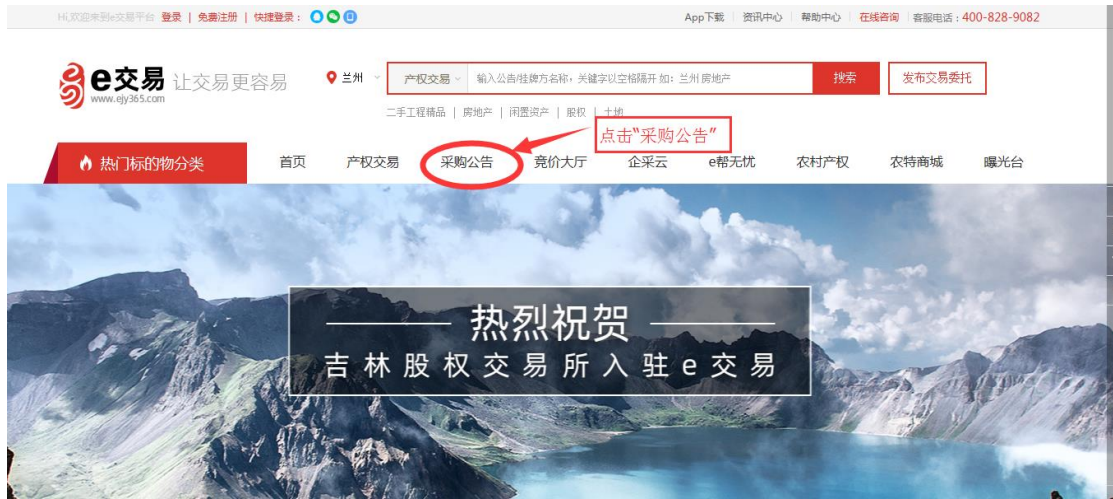 Hi,欢迎来到e交易平台 登录 | 免费注册 | 快捷登录：
App下载 资讯中心 帮助中心 在线咨询 客服电话：400-828-9082
e交易 让交易更容易
www.ejy365.com
兰州
产权交易 输入公告/挂牌方名称，关键字以空格隔开 如：兰州 房地产 搜索 发布交易委托
二手工程精品 | 房地产 | 闲置资产 | 股权 | 土地
点击“采购公告”
热门标的物分类 首页 产权交易 采购公告 竞价大厅 企采云 e帮无忧 农村产权 农特商城 曝光台
热烈祝贺
吉林股权交易所入驻e交易